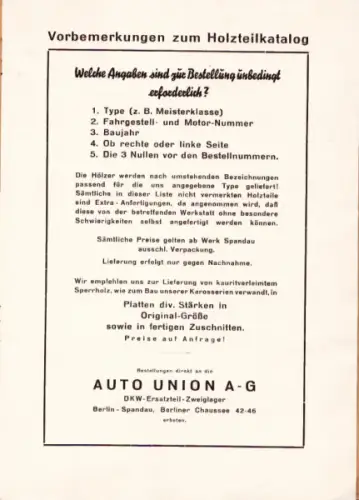 Vorbemerkungen zum Holzteilkatalog
Welche Angaben sind zur Bestellung unbedingt
erforderlich?
1. Type (z. B. Meisterklasse)
2. Fahrgestell- und Motor-Nummer
3. Baujahr
4. Ob rechte oder linke Seite
5. Die 3 Nullen vor den Bestellnummern.
Die Hölzer werden nach umstehenden Bezeichnungen
passend für die uns angegebene Type geliefert!
Sämtliche in dieser Liste nicht vermerkten Holzteile
sind Extra-Anfertigungen, da angenommen wird, daß
diese von der betreffenden Werkstatt ohne besondere
Schwierigkeiten selbst angefertigt werden können.
Sämtliche Preise gelten ab Werk Spandau
ausschl. Verpackung.
Lieferung erfolgt nur gegen Nachnahme.
Wir empfehlen uns zur Lieferung von kauritverleimtem
Sperrholz, wie zum Bau unserer Karosserien verwandt, in
Platten div. Stärken in
Original-Größe
sowie in fertigen Zuschnitten.
Preise auf Anfrage!
Bestellungen direkt an die
AUTO UNION A-G
DKW-Ersatzteil-Zweiglager
Berlin-Spandau, Berliner Chaussee 42-46
erbeten.